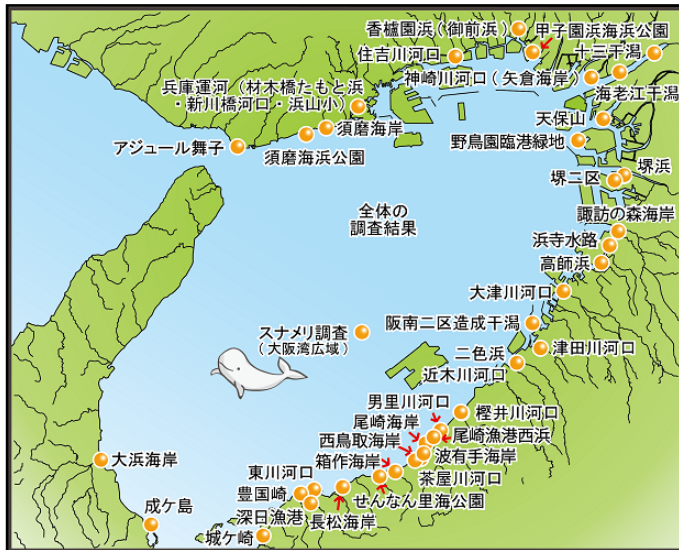 香櫨園浜（御前浜）
甲子園浜海浜公園
住吉川河口
十三干潟
神崎川河口（矢倉海岸）
海老江干潟
兵庫運河（材木橋たもと浜
・新川橋河口・浜山小）
須磨海岸
天保山
アジュール舞子
須磨海浜公園
野鳥園臨港緑地
堺浜
堺二区
全体の
調査結果
諏訪の森海岸
浜寺水路
高師浜
大津川河口
スナメリ調査
（大阪湾広域）
阪南二区造成干潟
津田川河口
二色浜
近木川河口
男里川河口
樫井川河口
尾崎海岸
尾崎漁港西浜
西鳥取海岸
波有手海岸
箱作海岸
茶屋川河口
大浜海岸
東川河口
せんなん里海公園
豊国崎
成ケ島
深日漁港
長松海岸
城ケ崎